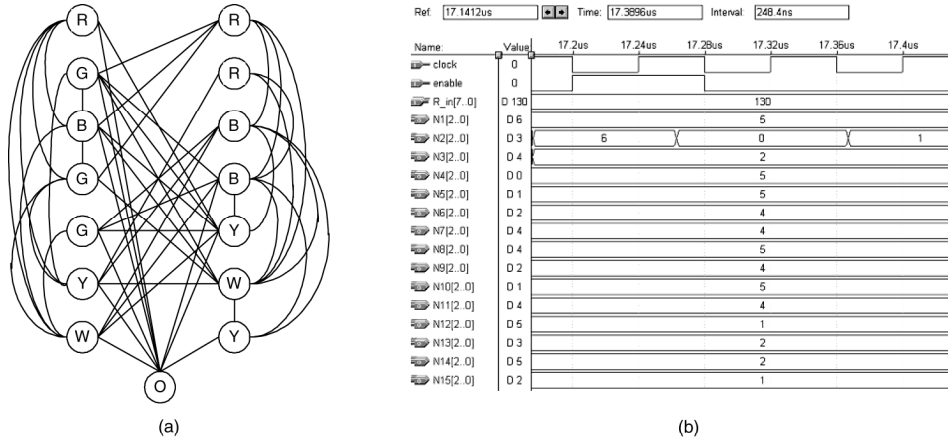 R
G
B
G
G
Y
W
O
R
R
B
B
Y
W
Y
(a)
Ref: 17.1412us Time: 17.3896us Interval: 248.4ns
17.2us 17.24us 17.28us 17.32us 17.36us 17.4us
Name: Value:
clock 0
enable 0
R_in[7..0] D 130 130
N1[2..0] D 6 5
N2[2..0] D 3 6 0 1
N3[2..0] D 4 2
N4[2..0] D 0 5
N5[2..0] D 1 5
N6[2..0] D 2 4
N7[2..0] D 4 4
N8[2..0] D 4 5
N9[2..0] D 2 4
N10[2..0] D 1 5
N11[2..0] D 4 4
N12[2..0] D 5 1
N13[2..0] D 3 2
N14[2..0] D 5 2
N15[2..0] D 2 1
(b)